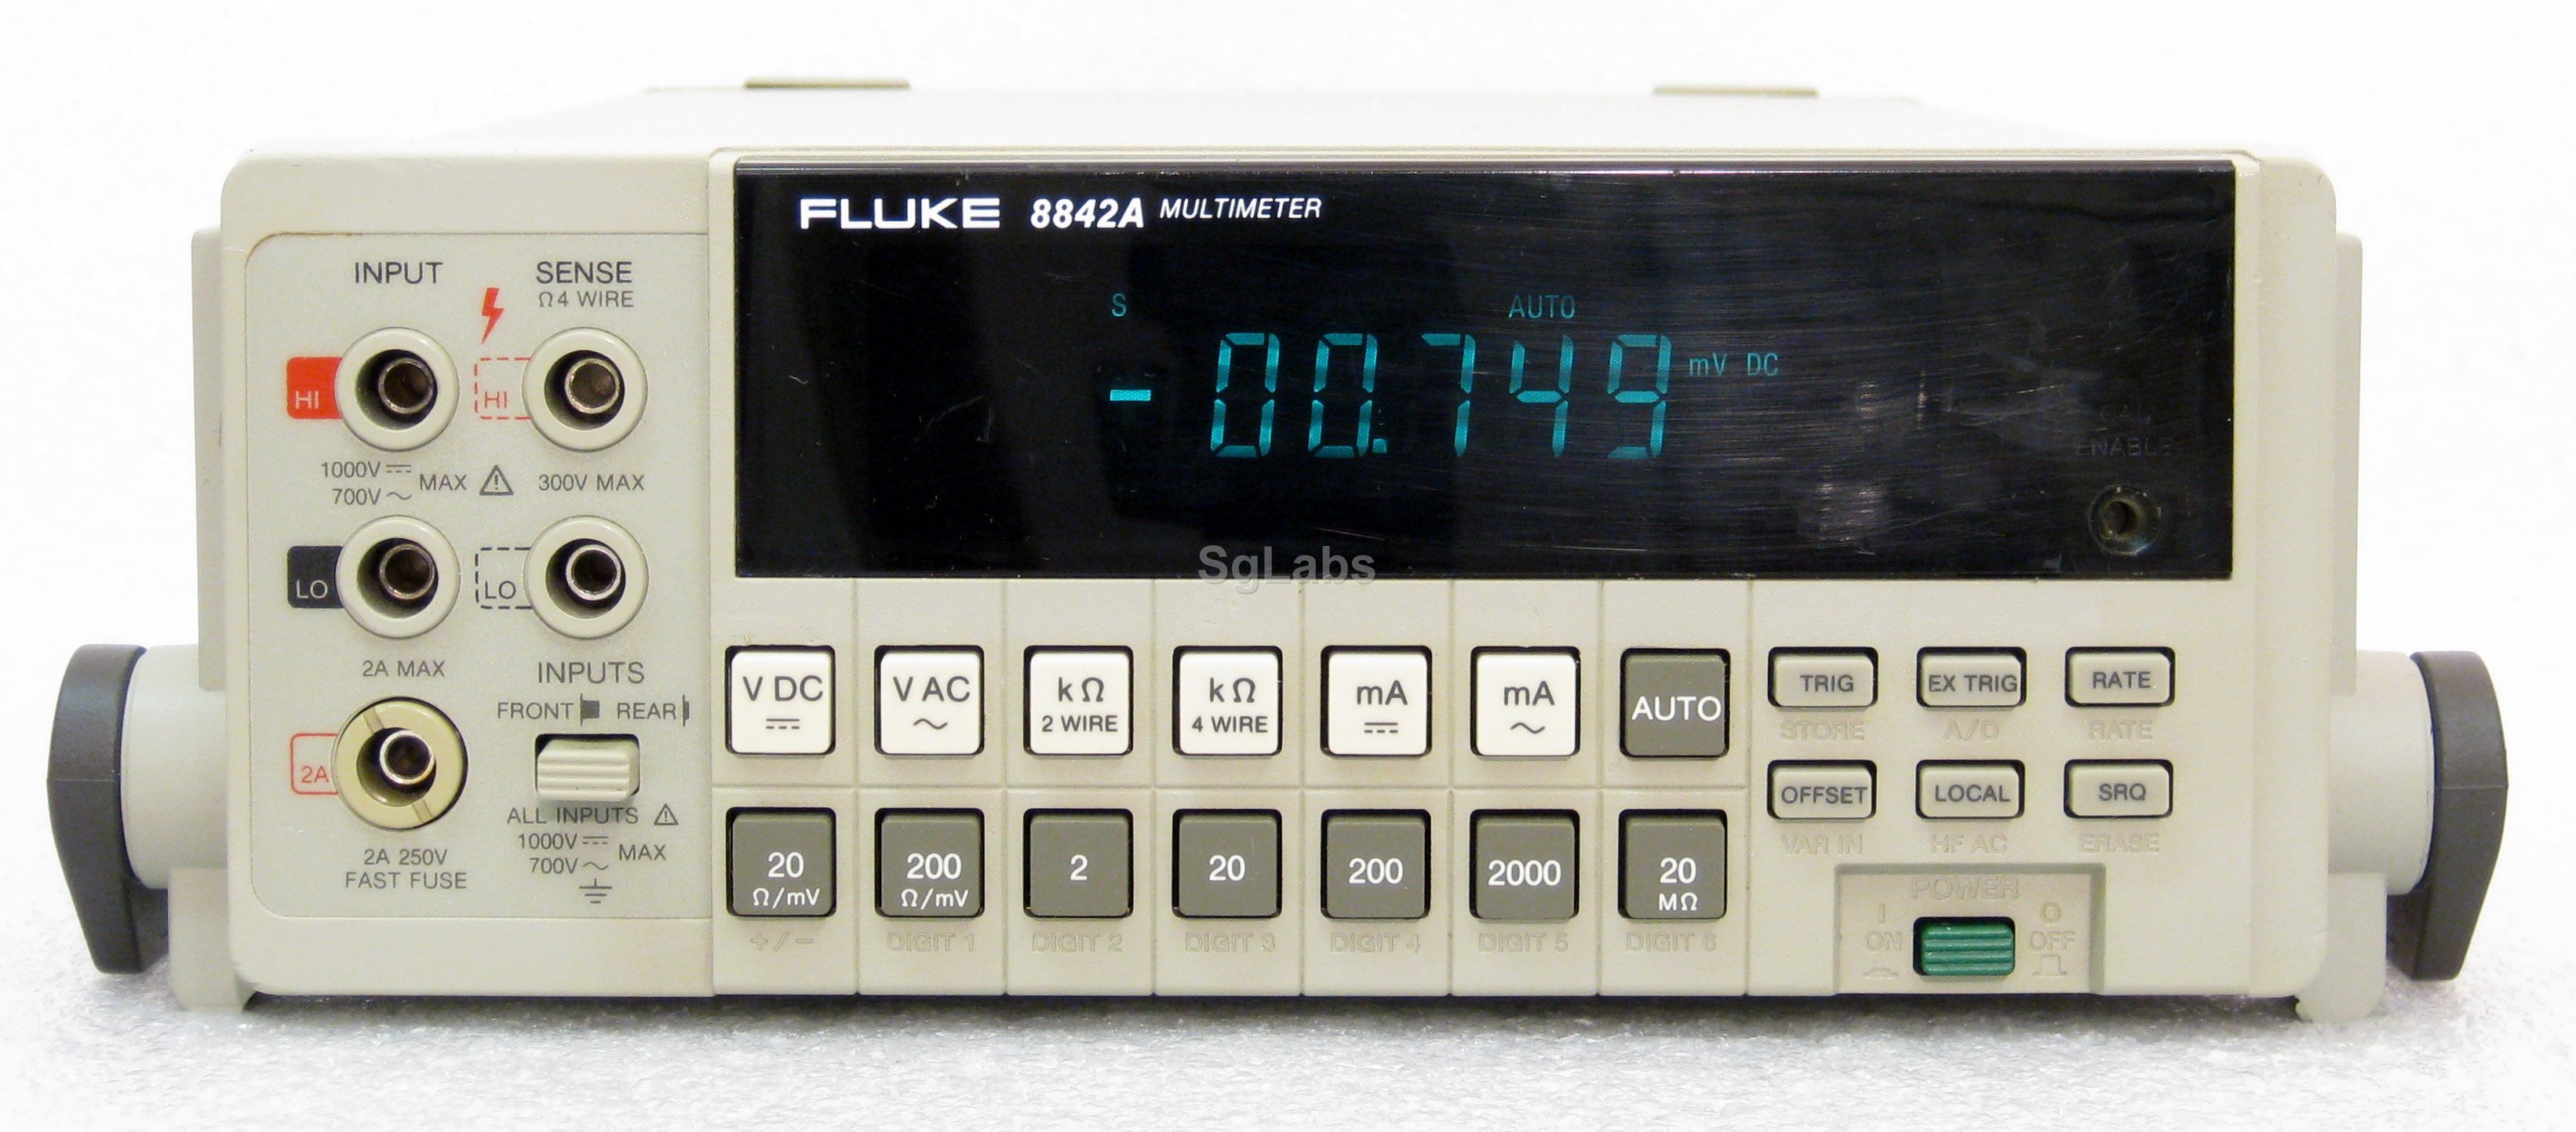 FLUKE 8842A MULTIMETER
INPUT
SENSE
Ω4 WIRE
HI
HI
1000V
700V
MAX
300V MAX
LO
LO
2A MAX
INPUTS
FRONT REAR
2A
ALL INPUTS
1000V
700V
MAX
2A 250V
FAST FUSE
S
AUTO
-00.749 mV DC
CAL
ENABLE
SgLabs
V DC
V AC
kΩ
2 WIRE
kΩ
4 WIRE
mA
mA
AUTO
20
Ω/mV
200
Ω/mV
2
20
200
2000
20
MΩ
+/−
DIGIT 1
DIGIT 2
DIGIT 3
DIGIT 4
DIGIT 5
DIGIT 6
TRIG
EX TRIG
RATE
STORE
A/D
RATE
OFFSET
LOCAL
SRQ
VAR IN
HF AC
ERASE
POWER
I
ON
O
OFF